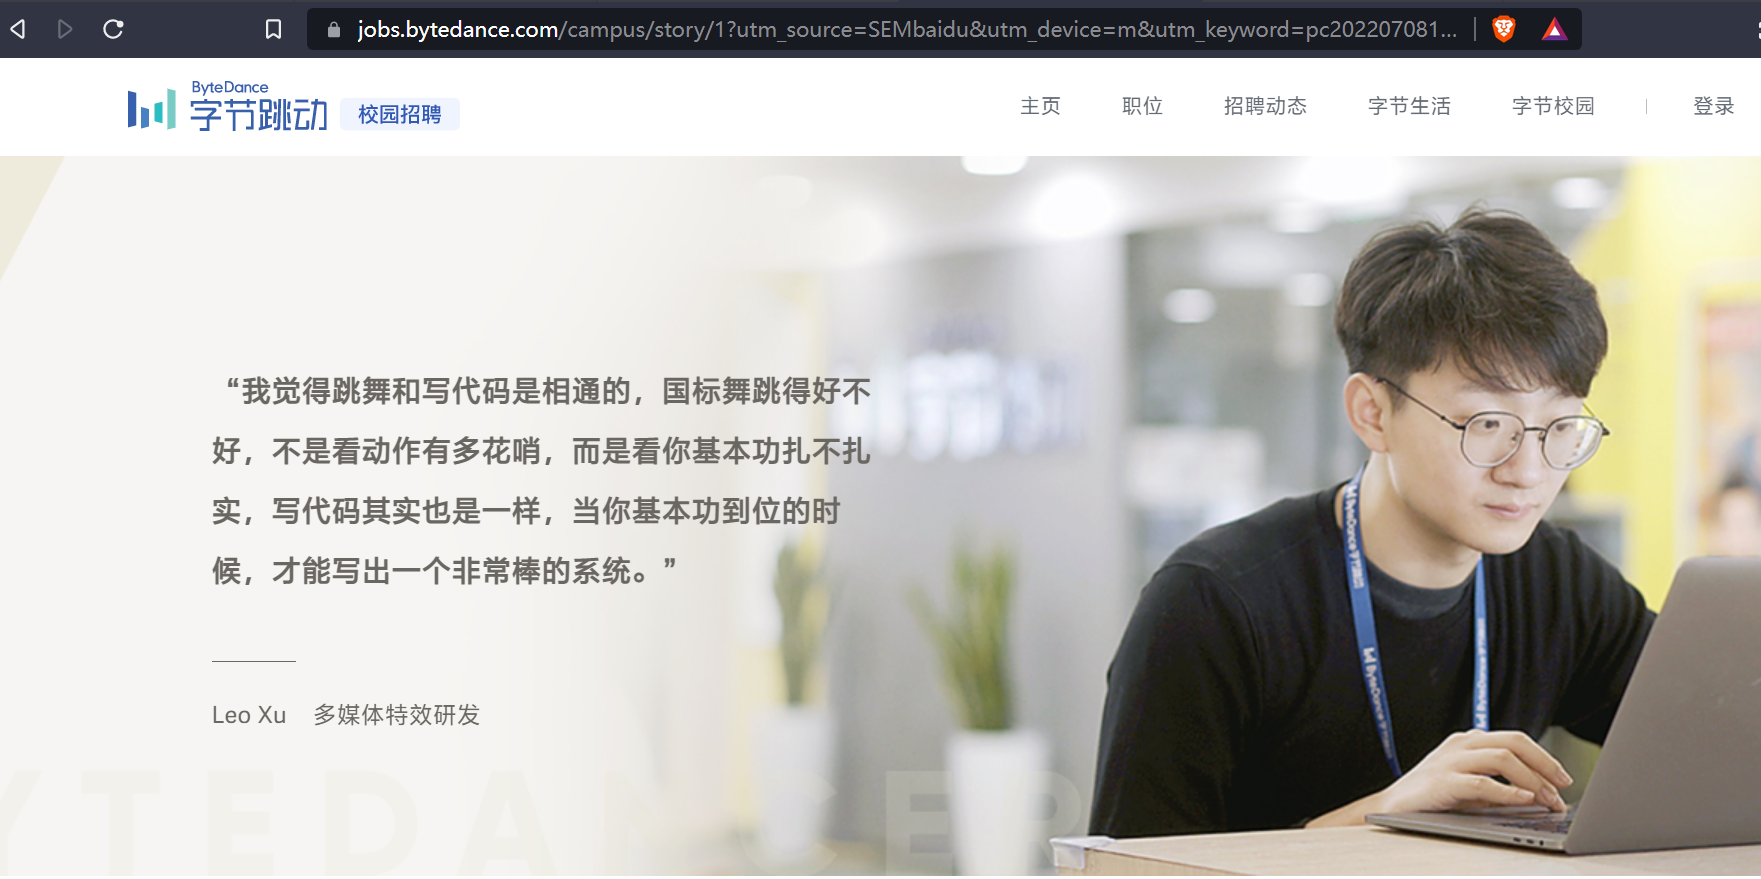 jobs.bytedance.com/campus/story/1?utm_source=SEMbaidu&utm_device=m&utm_keyword=pc202207081...
ByteDance
字节跳动 校园招聘
主页 职位 招聘动态 字节生活 字节校园 登录
“我觉得跳舞和写代码是相通的，国标舞跳得好不
好，不是看动作有多花哨，而是看你基本功扎不扎
实，写代码其实也是一样，当你基本功到位的时
候，才能写出一个非常棒的系统。”
Leo Xu 多媒体特效研发
YTEDANCER
ByteDance 字节跳动
ByteDance